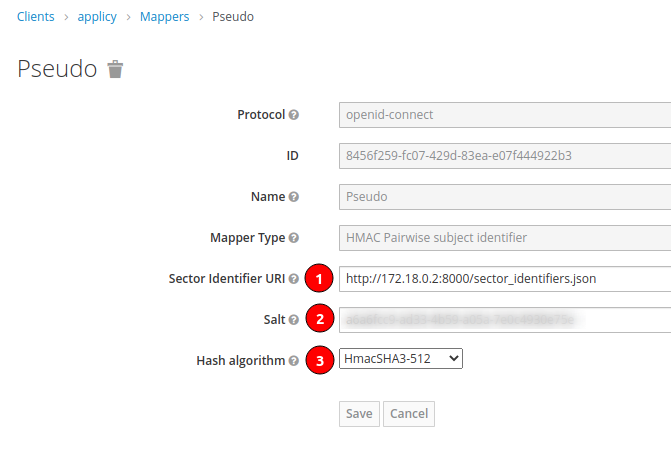 Clients > applicy > Mappers > Pseudo
Pseudo
Protocol openid-connect
ID 8456f259-fc07-429d-83ea-e07f444922b3
Name Pseudo
Mapper Type HMAC Pairwise subject identifier
Sector Identifier URI 1 http://172.18.0.2:8000/sector_identifiers.json
Salt 2
Hash algorithm 3 HmacSHA3-512
Save Cancel